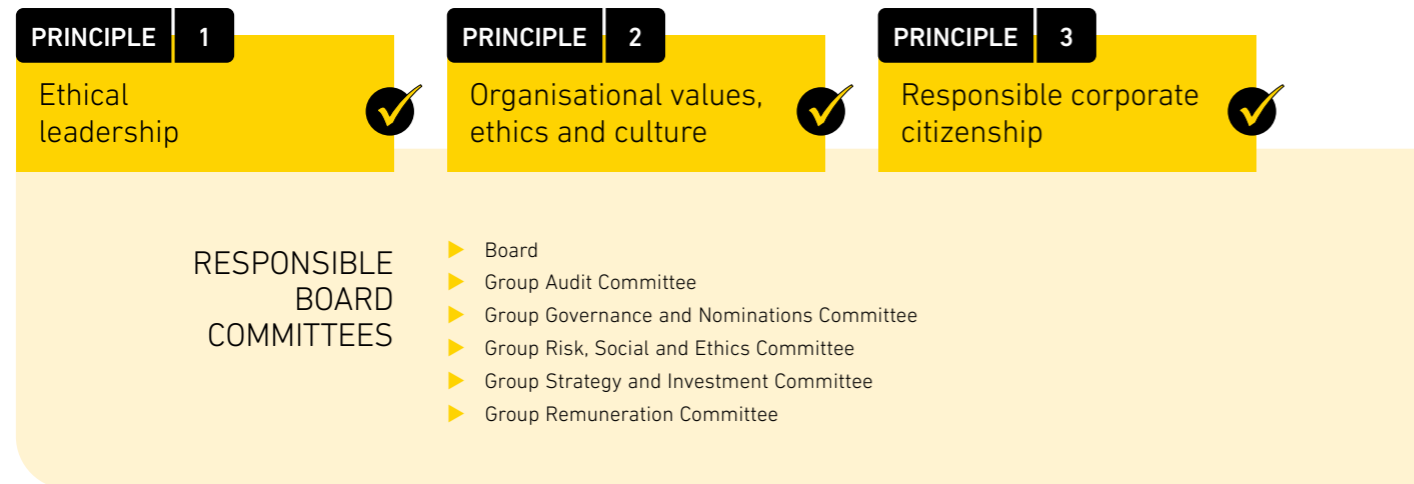 PRINCIPLE 1
Ethical
leadership
PRINCIPLE 2
Organisational values,
ethics and culture
PRINCIPLE 3
Responsible corporate
citizenship
RESPONSIBLE
BOARD
COMMITTEES
Board
Group Audit Committee
Group Governance and Nominations Committee
Group Risk, Social and Ethics Committee
Group Strategy and Investment Committee
Group Remuneration Committee